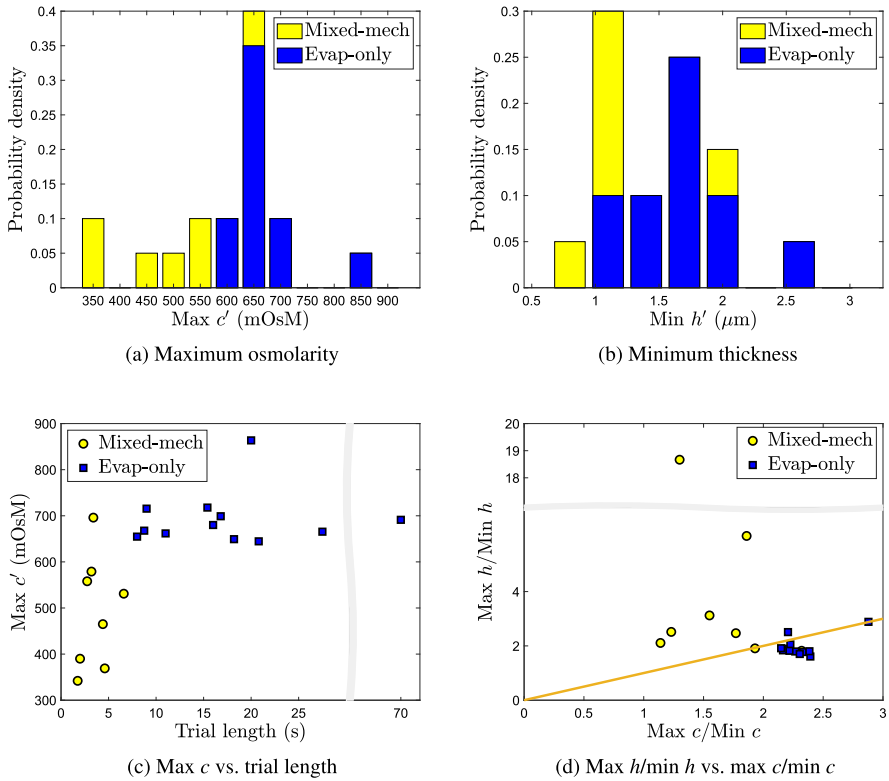 0.4
0.35
0.3
0.25
0.2
0.15
0.1
0.05
0
Probability density
Mixed-mech
Evap-only
350 400 450 500 550 600 650 700 750 800 850 900
Max c′ (mOsM)
(a) Maximum osmolarity
0.3
0.25
0.2
0.15
0.1
0.05
0
Probability density
Mixed-mech
Evap-only
0.5 1 1.5 2 2.5 3
Min h′ (μm)
(b) Minimum thickness
900
800
700
600
500
400
300
Max c′ (mOsM)
Mixed-mech
Evap-only
0 5 10 15 20 25 70
Trial length (s)
(c) Max c vs. trial length
20
19
18
4
2
0
Max h/Min h
Mixed-mech
Evap-only
0 0.5 1 1.5 2 2.5 3
Max c/Min c
(d) Max h/min h vs. max c/min c